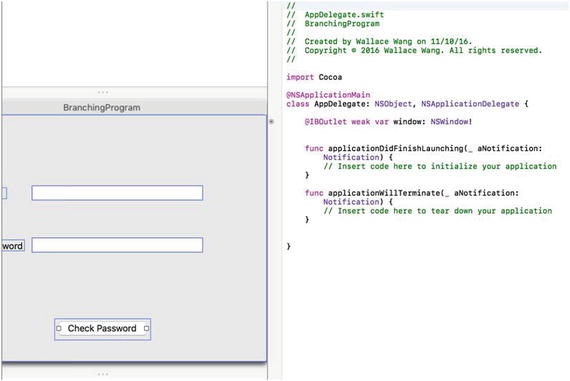 BranchingProgram
word
Check Password
//
//  AppDelegate.swift
//  BranchingProgram
//
//  Created by Wallace Wang on 11/10/16.
//  Copyright © 2016 Wallace Wang. All rights reserved.
//
import Cocoa
@NSApplicationMain
class AppDelegate: NSObject, NSApplicationDelegate {
@IBOutlet weak var window: NSWindow!
func applicationDidFinishLaunching(_ aNotification:
Notification) {
// Insert code here to initialize your application
}
func applicationWillTerminate(_ aNotification:
Notification) {
// Insert code here to tear down your application
}
}